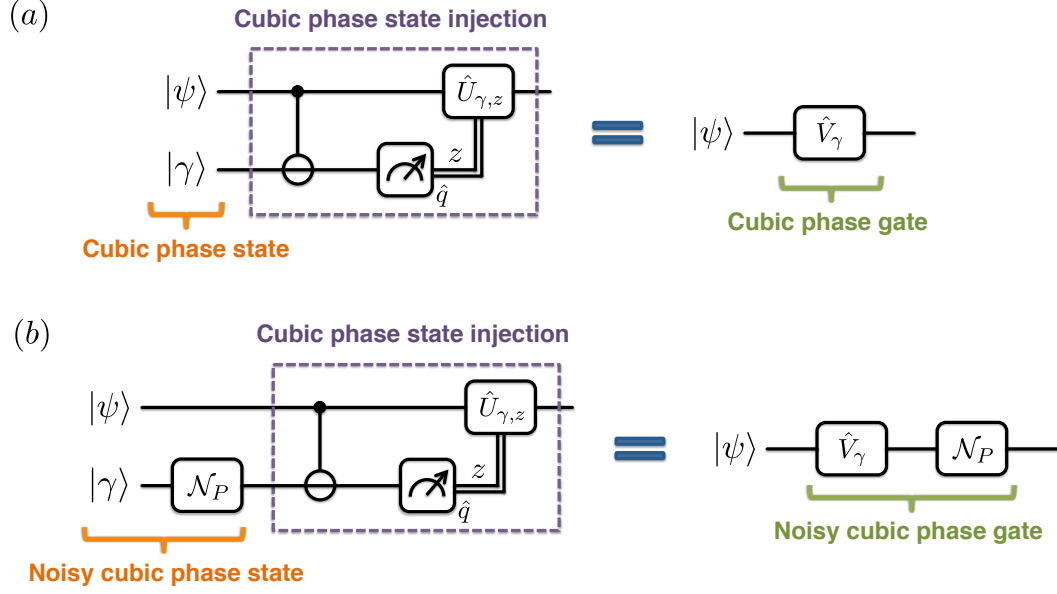 (a)
Cubic phase state injection
|ψ⟩ Û_{γ,z} |ψ⟩ V̂_γ
|γ⟩ z
q̂
Cubic phase state
Cubic phase gate
(b)
Cubic phase state injection
|ψ⟩ Û_{γ,z}
|γ⟩ 𝒩_P z |ψ⟩ V̂_γ 𝒩_P
q̂
Noisy cubic phase state
Noisy cubic phase gate